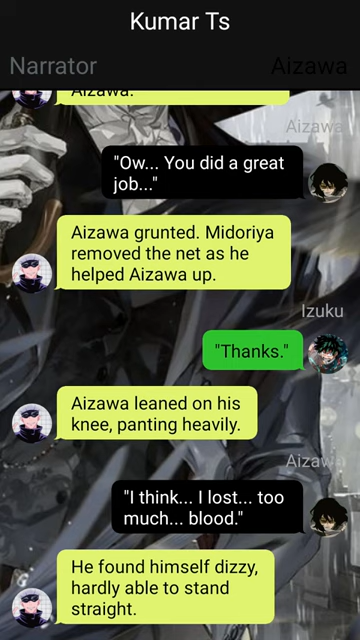 Kumar Ts
Narrator
Aizawa
Aizawa.
Aizawa
"Ow... You did a great
job..."
Aizawa grunted. Midoriya
removed the net as he
helped Aizawa up.
Izuku
"Thanks."
Aizawa leaned on his
knee, panting heavily.
Aizawa
"I think... I lost... too
much... blood."
He found himself dizzy,
hardly able to stand
straight.